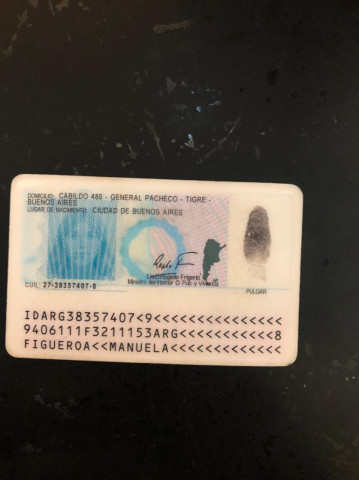 DOMICILIO: CABILDO 480 - GENERAL PACHECO - TIGRE -
BUENOS AIRES
LUGAR DE NACIMIENTO: CIUDAD DE BUENOS AIRES
Lic. Rogelio Frigerio
Ministro del Interior O. Púb. y Vivienda
CUIL: 27-38357407-8
PULGAR
IDARG38357407<9<<<<<<<<<<<<<<<
9406111F3211153ARG<<<<<<<<<<<8
FIGUEROA<<MANUELA<<<<<<<<<<<<<